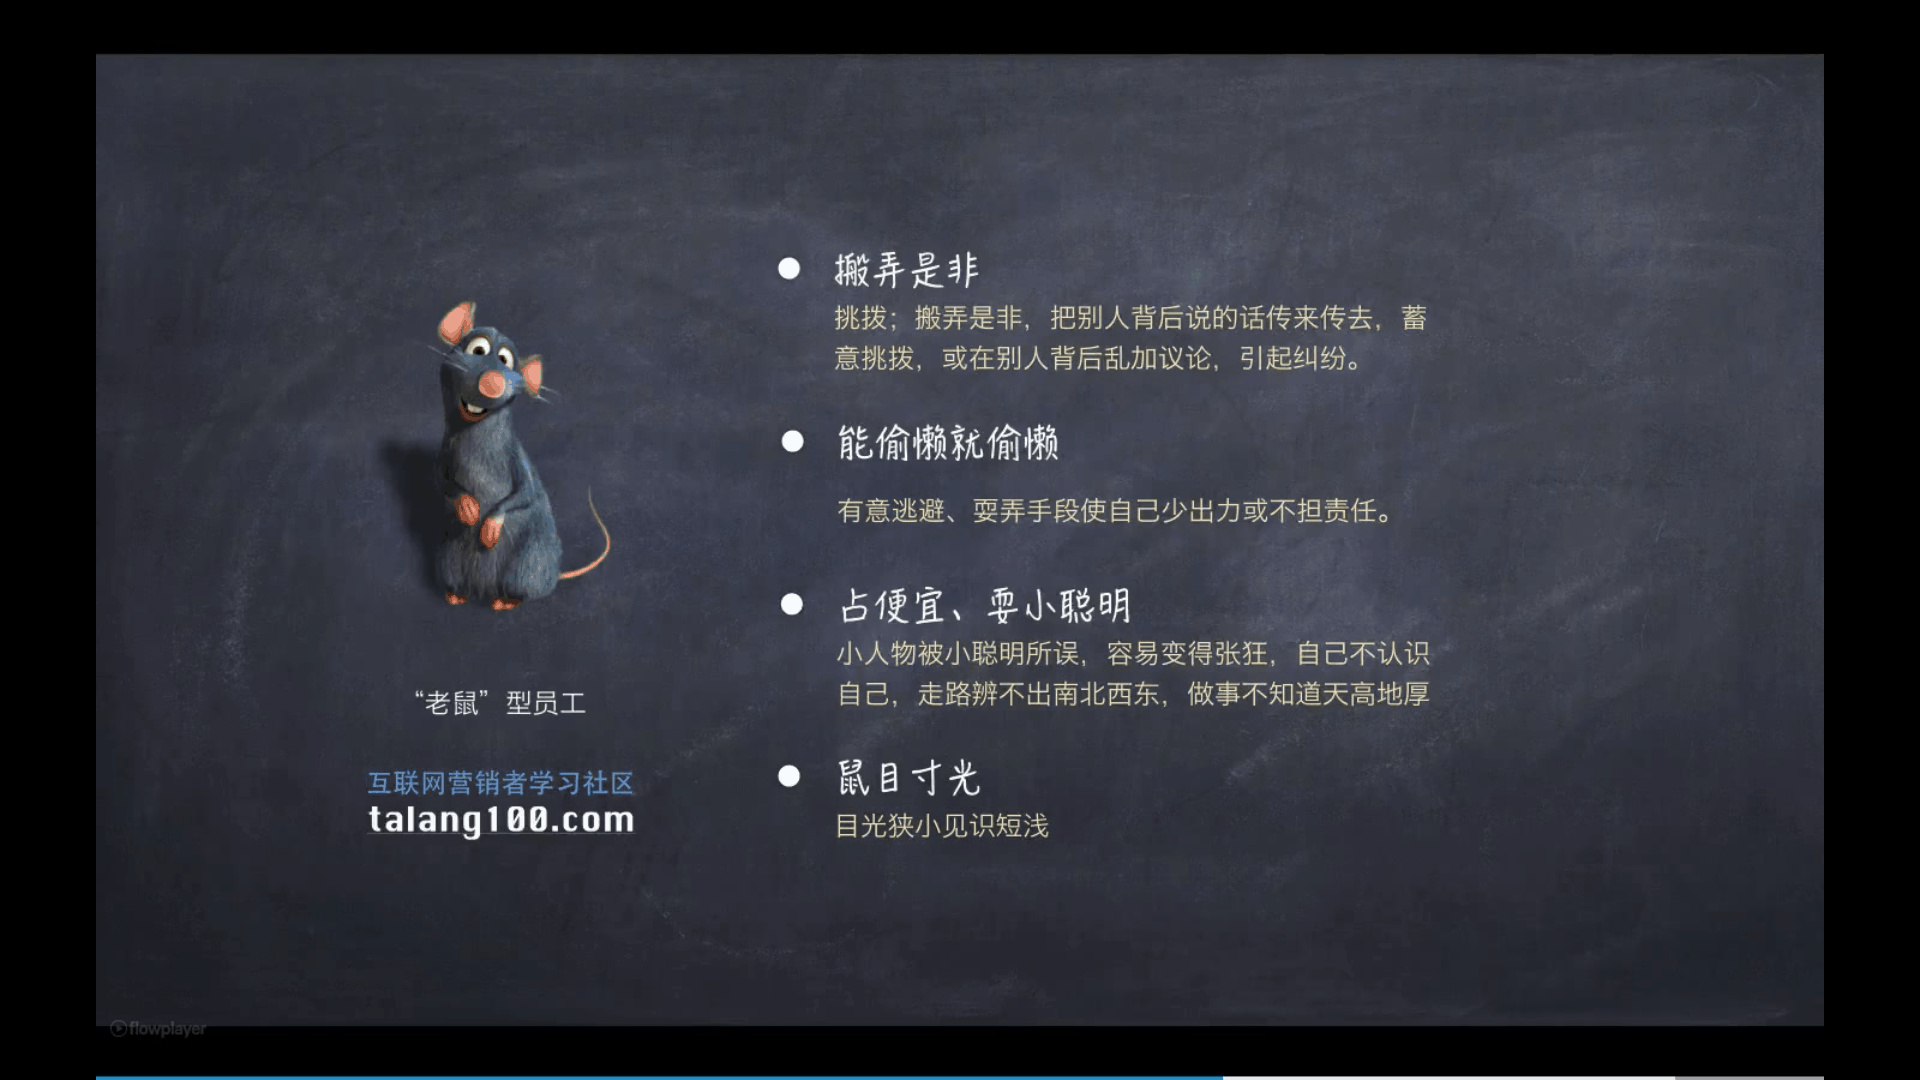 搬弄是非
挑拨；搬弄是非，把别人背后说的话传来传去，蓄
意挑拨，或在别人背后乱加议论，引起纠纷。
能偷懒就偷懒
有意逃避、耍弄手段使自己少出力或不担责任。
占便宜、耍小聪明
小人物被小聪明所误，容易变得张狂，自己不认识
自己，走路辨不出南北西东，做事不知道天高地厚
鼠目寸光
目光狭小见识短浅
“老鼠”型员工
互联网营销者学习社区
talang100.com
flowplayer